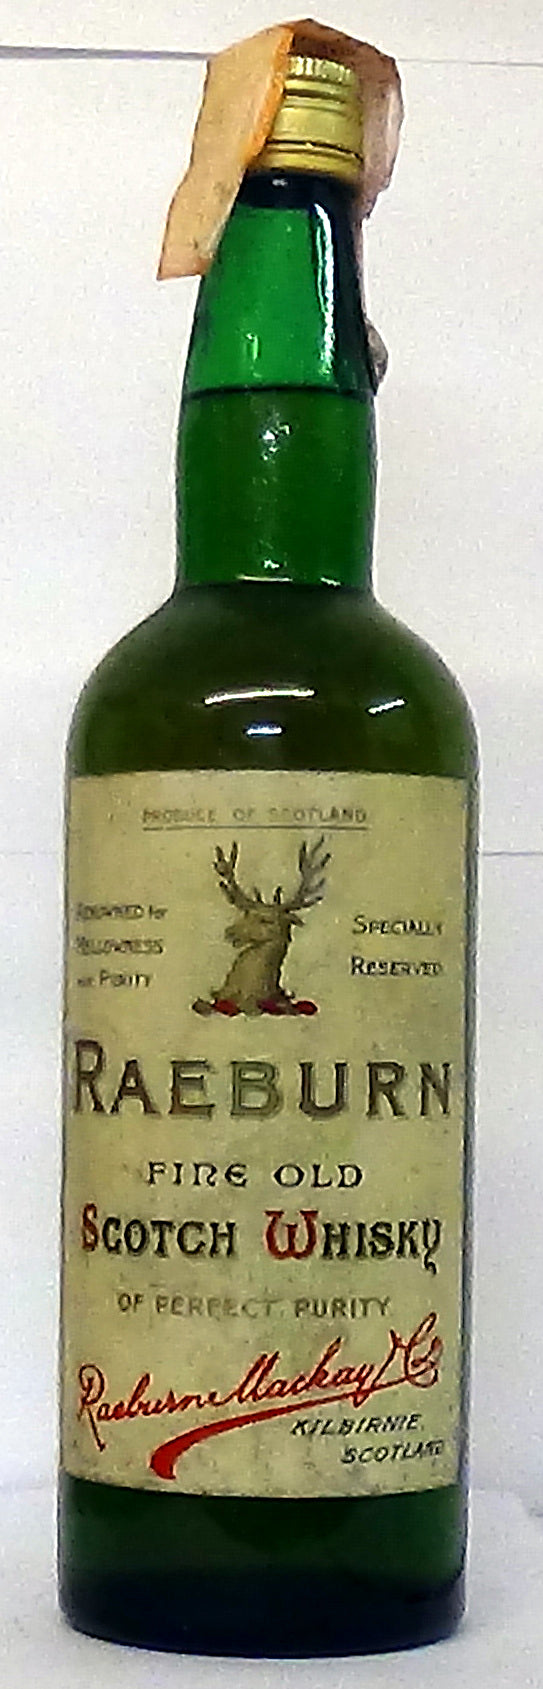 PRODUCE OF SCOTLAND
RENOWNED for
MELLOWNESS
and PURITY
SPECIALLY
RESERVED
RAEBURN
FINE OLD
SCOTCH WHISKY
OF PERFECT PURITY
Raeburn Mackay & Co
KILBIRNIE,
SCOTLAND